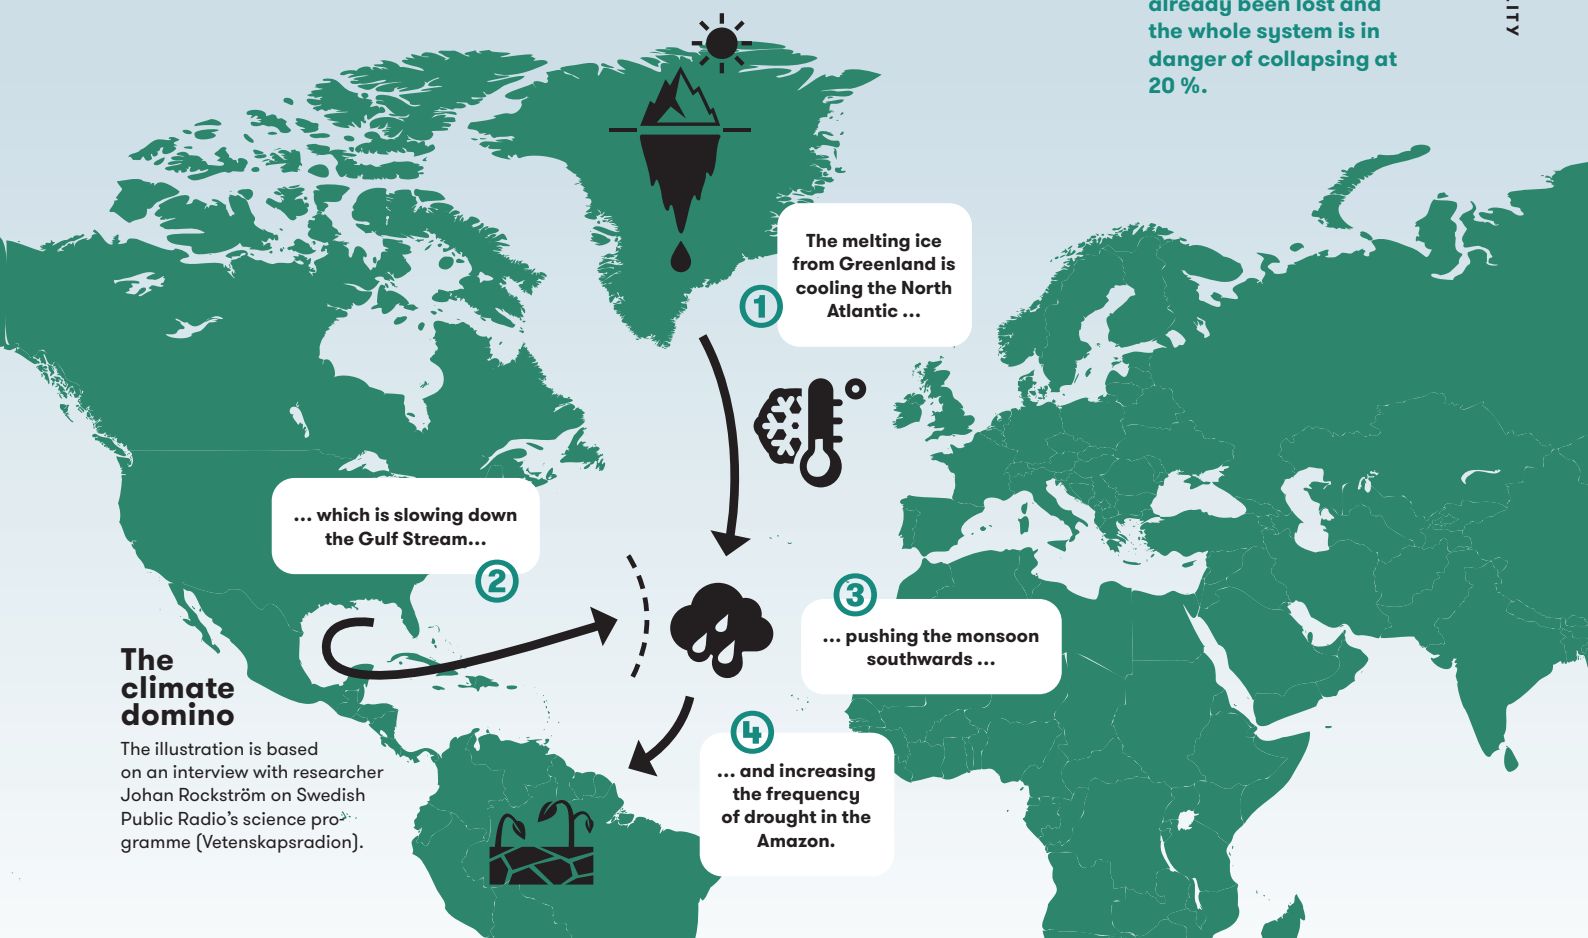 already been lost and
the whole system is in
danger of collapsing at
20 %.
LITY
The melting ice
from Greenland is
cooling the North
Atlantic ...
1
... which is slowing down
the Gulf Stream...
2
3
... pushing the monsoon
southwards ...
4
... and increasing
the frequency
of drought in the
Amazon.
The
climate
domino
The illustration is based
on an interview with researcher
Johan Rockström on Swedish
Public Radio’s science pro-
gramme (Vetenskapsradion).